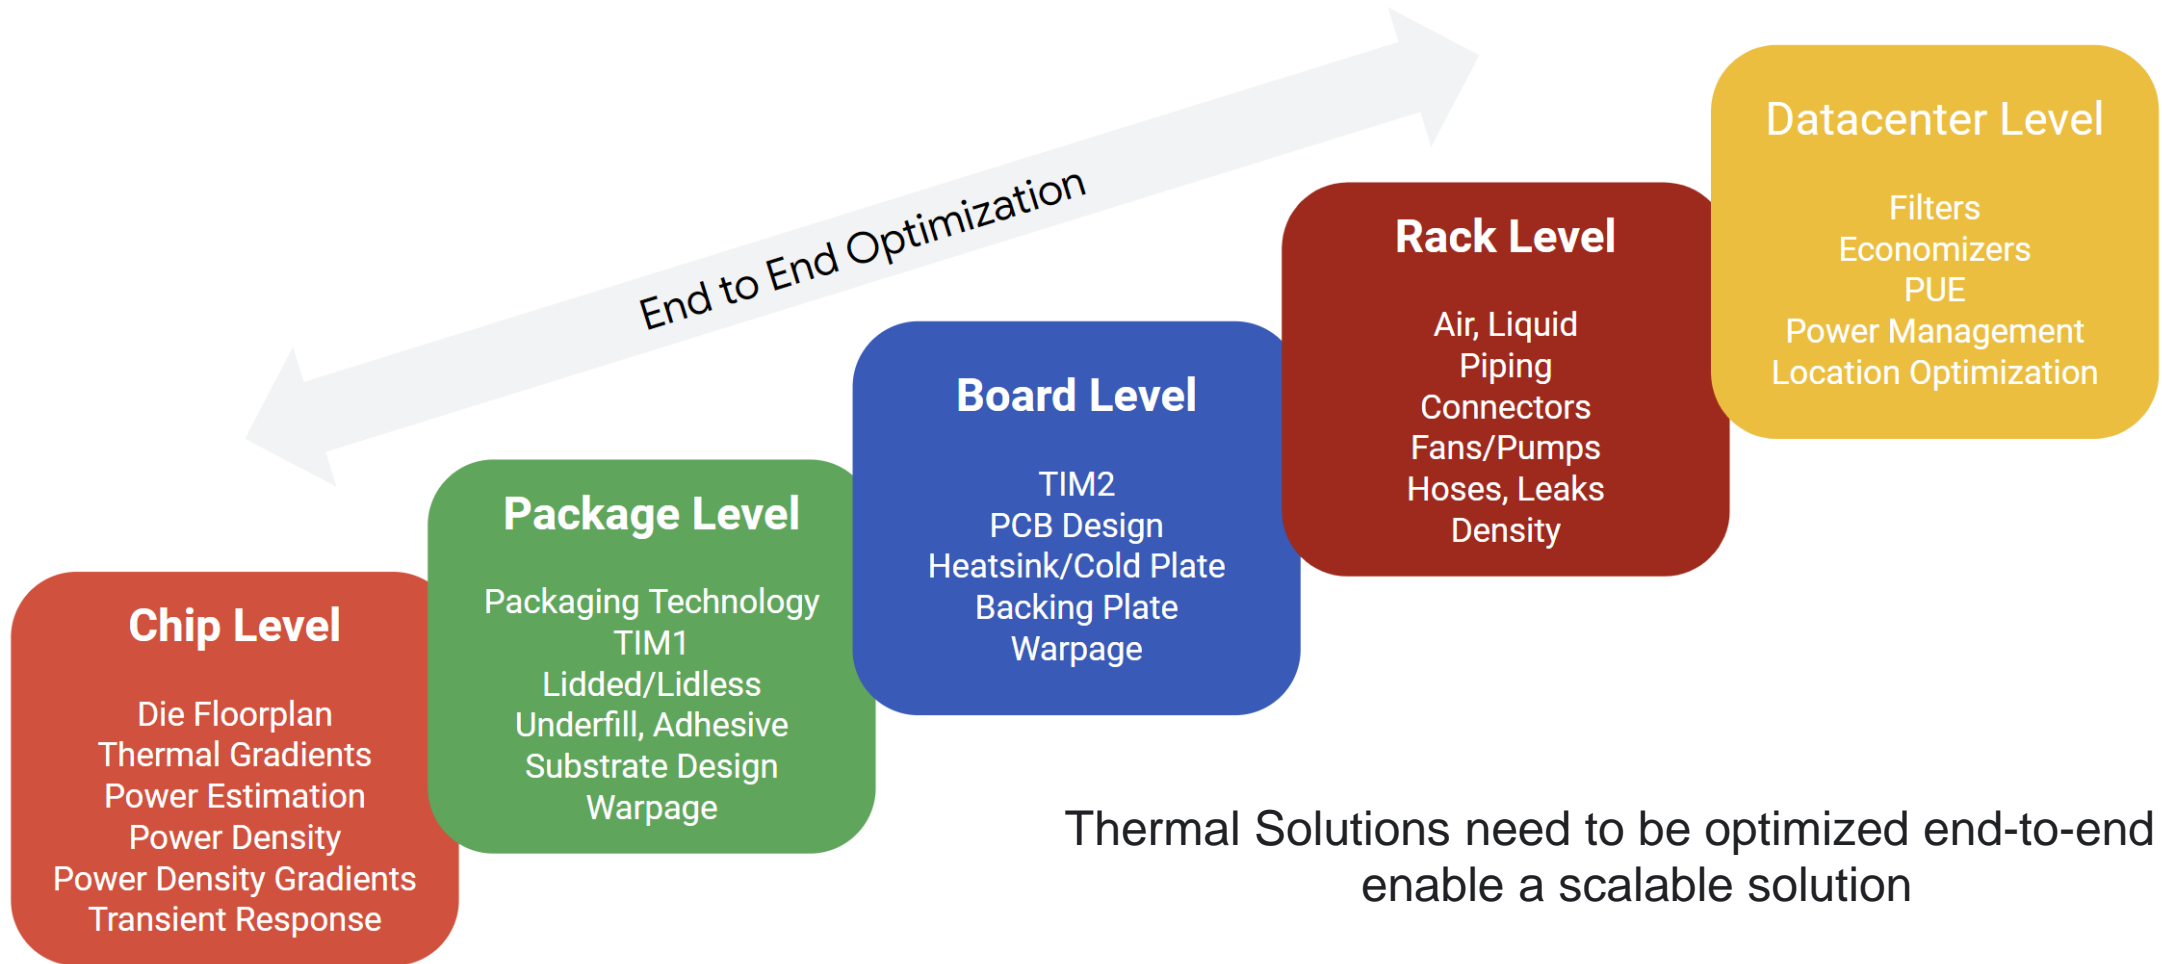 End to End Optimization
Chip Level
Die Floorplan
Thermal Gradients
Power Estimation
Power Density
Power Density Gradients
Transient Response
Package Level
Packaging Technology
TIM1
Lidded/Lidless
Underfill, Adhesive
Substrate Design
Warpage
Board Level
TIM2
PCB Design
Heatsink/Cold Plate
Backing Plate
Warpage
Rack Level
Air, Liquid
Piping
Connectors
Fans/Pumps
Hoses, Leaks
Density
Datacenter Level
Filters
Economizers
PUE
Power Management
Location Optimization
Thermal Solutions need to be optimized end-to-end
enable a scalable solution